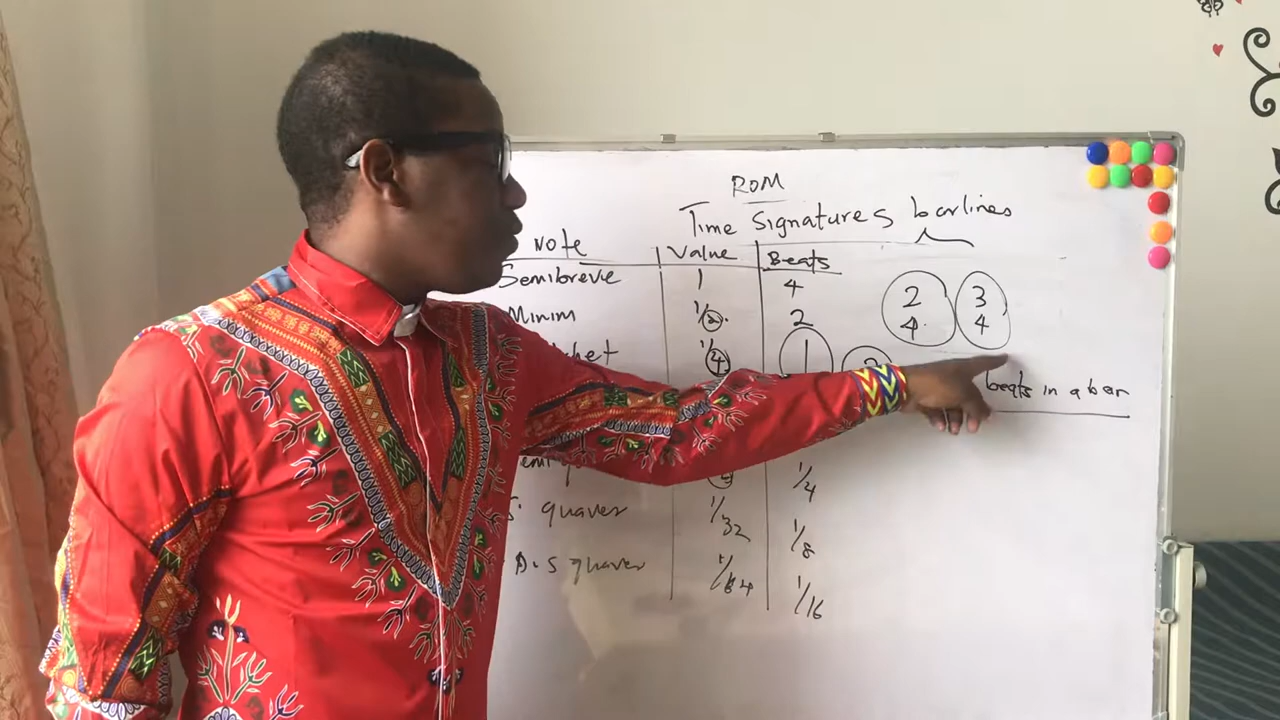 ROM
Time Signatures barlines
Note Value Beats
Semibreve 1 4
Minim 1/2 2 2 3
1/4 1 4 4
beats in a bar
1/4
S. quaver 1/32 1/8
D.S quaver 1/64 1/16